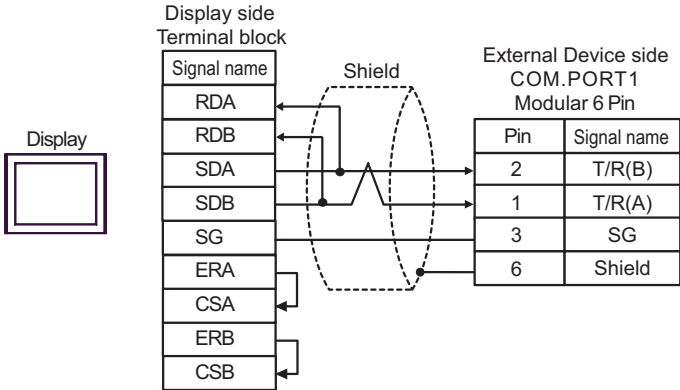 Display side
Terminal block
Signal name
RDA
RDB
SDA
SDB
SG
ERA
CSA
ERB
CSB
Display
Shield
External Device side
COM.PORT1
Modular 6 Pin
Pin Signal name
2 T/R(B)
1 T/R(A)
3 SG
6 Shield